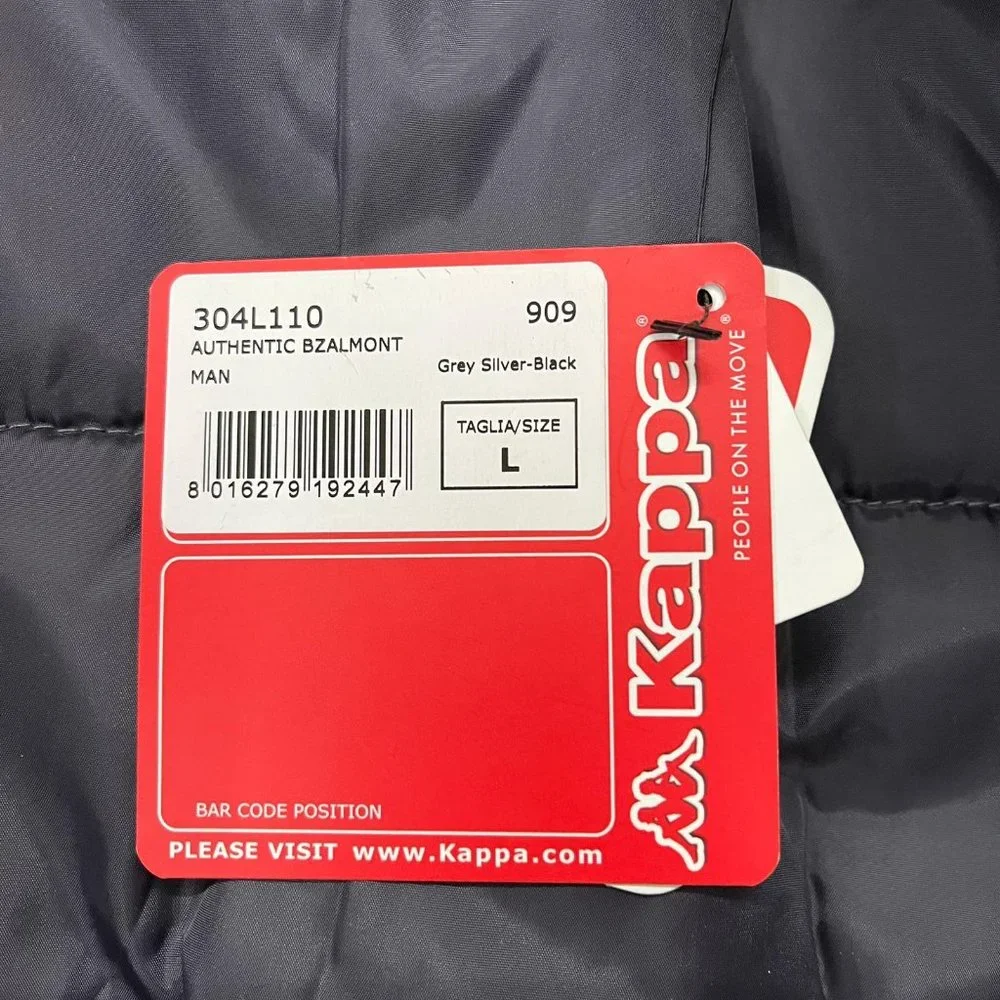 304L110
909
AUTHENTIC BZALMONT
MAN
Grey Silver-Black
TAGLIA/SIZE
L
8 016279 192447
Kappa®
PEOPLE ON THE MOVE®
BAR CODE POSITION
PLEASE VISIT www.Kappa.com